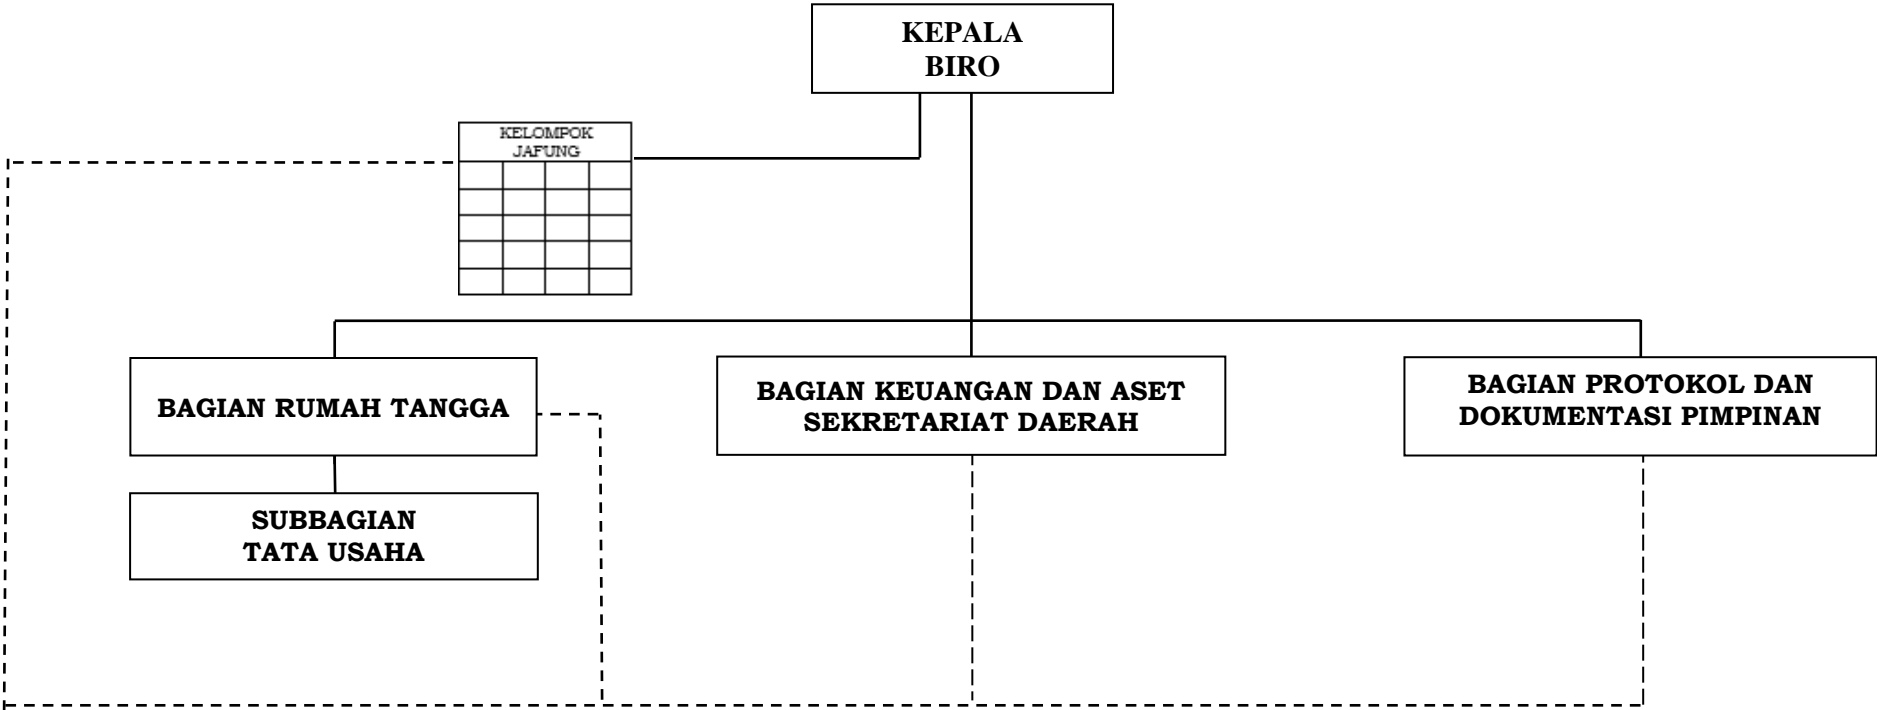 KEPALA
BIRO
KELOMPOK
JAFUNG
BAGIAN RUMAH TANGGA
BAGIAN KEUANGAN DAN ASET
SEKRETARIAT DAERAH
BAGIAN PROTOKOL DAN
DOKUMENTASI PIMPINAN
SUBBAGIAN
TATA USAHA